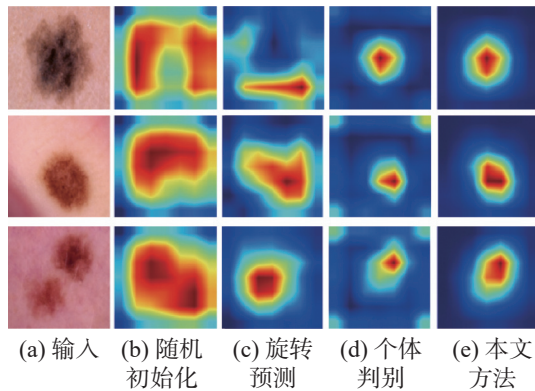 (a) 输入 (b) 随机 (c) 旋转 (d) 个体 (e) 本文
初始化 预测 判别 方法